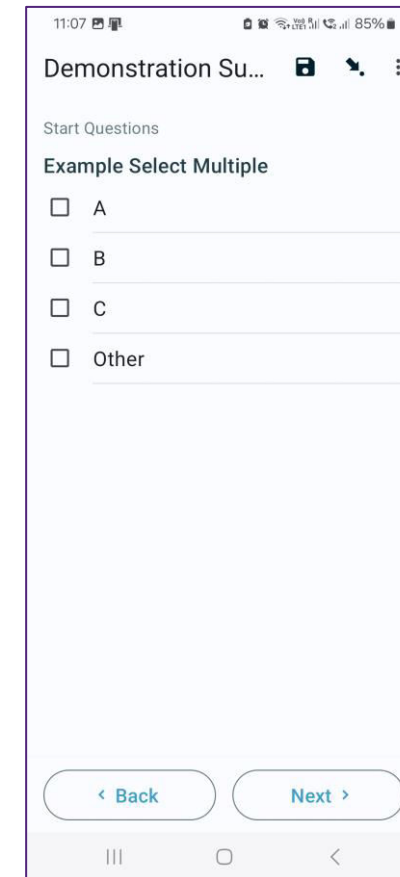 11:07 85%
Demonstration Su...
Start Questions
Example Select Multiple
A
B
C
Other
< Back Next >